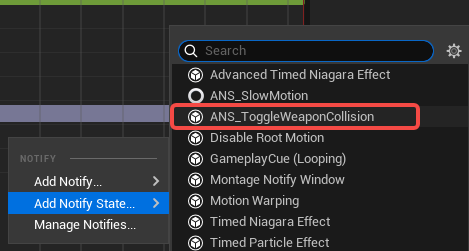 Search
Advanced Timed Niagara Effect
ANS_SlowMotion
ANS_ToggleWeaponCollision
Disable Root Motion
GameplayCue (Looping)
Montage Notify Window
Motion Warping
Timed Niagara Effect
Timed Particle Effect
NOTIFY
Add Notify...
Add Notify State...
Manage Notifies...